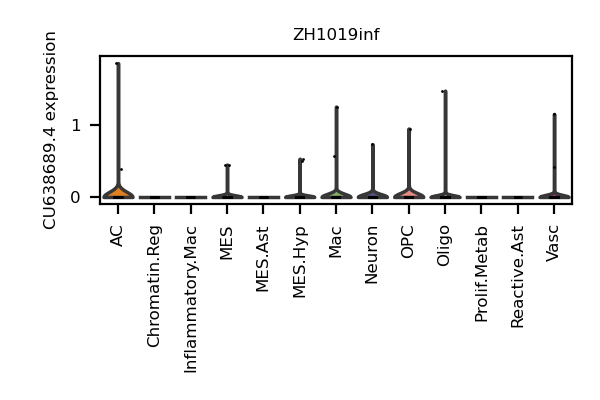 ZH1019inf
CU638689.4 expression
1
0
AC
Chromatin.Reg
Inflammatory.Mac
MES
MES.Ast
MES.Hyp
Mac
Neuron
OPC
Oligo
Prolif.Metab
Reactive.Ast
Vasc